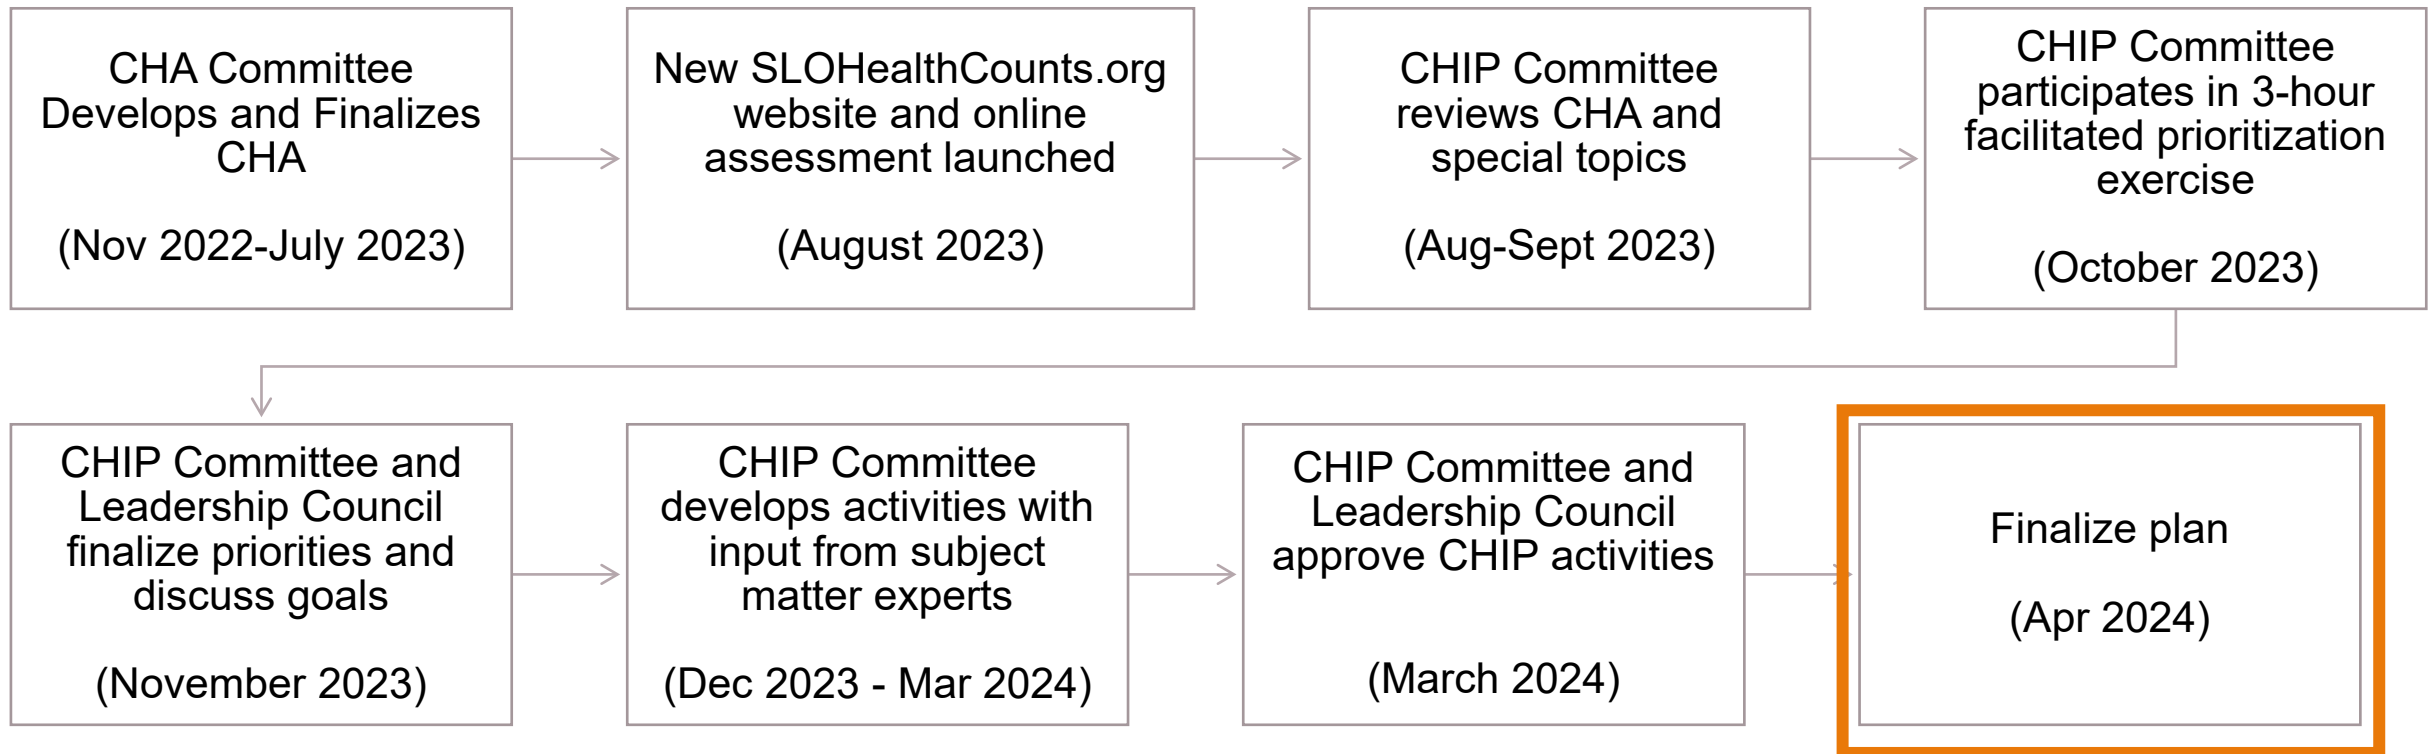 CHA Committee
Develops and Finalizes
CHA
(Nov 2022-July 2023)
New SLOHealthCounts.org
website and online
assessment launched
(August 2023)
CHIP Committee
reviews CHA and
special topics
(Aug-Sept 2023)
CHIP Committee
participates in 3-hour
facilitated prioritization
exercise
(October 2023)
CHIP Committee and
Leadership Council
finalize priorities and
discuss goals
(November 2023)
CHIP Committee
develops activities with
input from subject
matter experts
(Dec 2023 - Mar 2024)
CHIP Committee and
Leadership Council
approve CHIP activities
(March 2024)
Finalize plan
(Apr 2024)